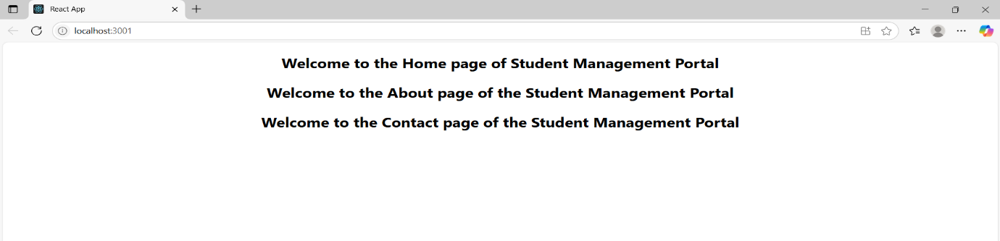 React App
localhost:3001
Welcome to the Home page of Student Management Portal
Welcome to the About page of the Student Management Portal
Welcome to the Contact page of the Student Management Portal